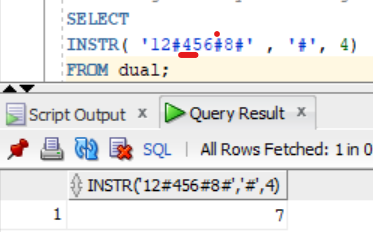 SELECT
INSTR( '12#456#8#' , '#', 4)
FROM dual;
Script Output x Query Result x
SQL | All Rows Fetched: 1 in 0
INSTR('12#456#8#','#',4)
1 7